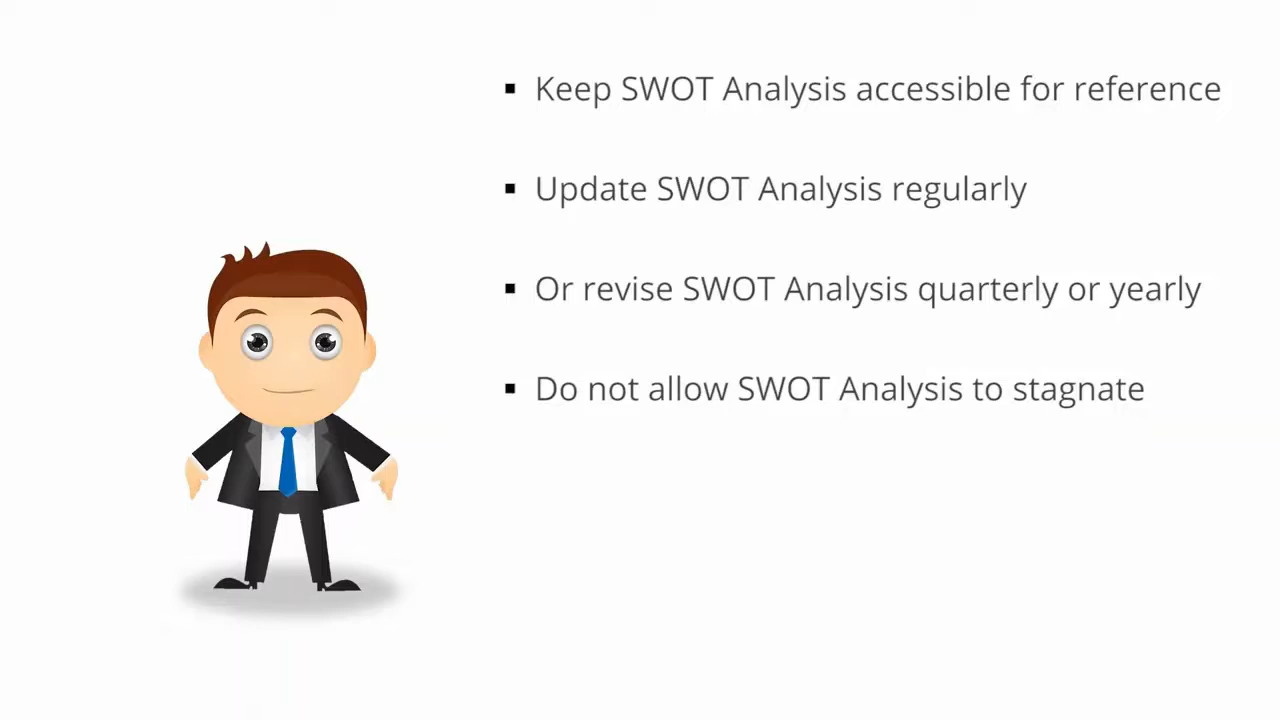 Keep SWOT Analysis accessible for reference
Update SWOT Analysis regularly
Or revise SWOT Analysis quarterly or yearly
Do not allow SWOT Analysis to stagnate